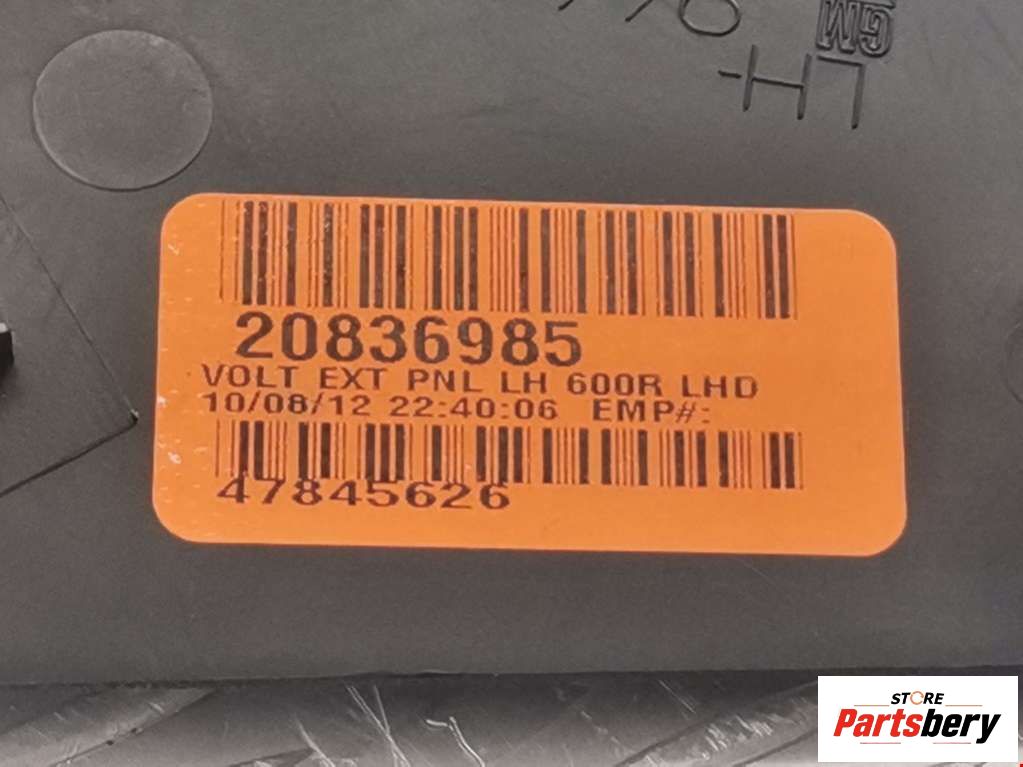 GM
LH-
20836985
VOLT EXT PNL LH 600R LHD
10/08/12 22:40:06 EMP#:
47845626
STORE
Partsbery